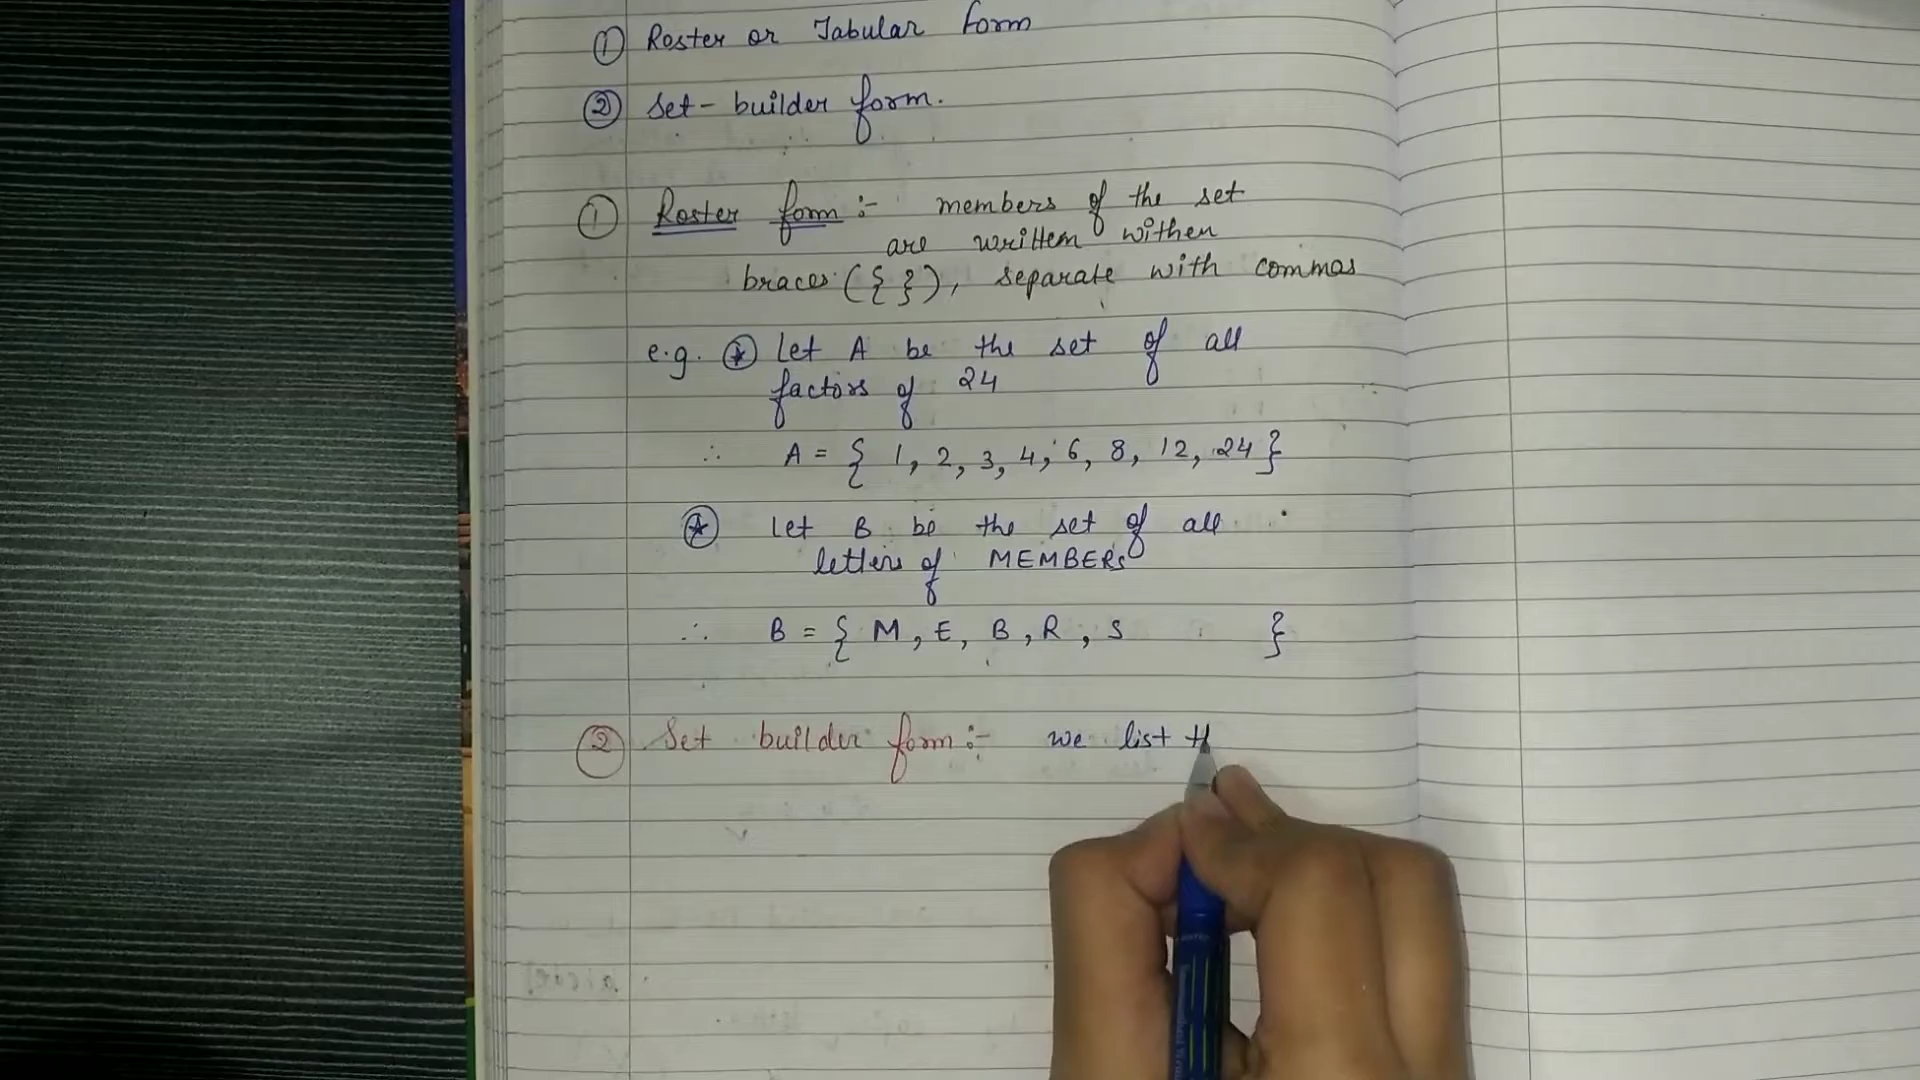 ① Roster or Tabular form
② Set-builder form.
① Roster form :- members of the set
are written withen
braces ({ }), separate with commas
e.g. ⍟ Let A be the set of all
factors of 24
∴ A = { 1, 2, 3, 4, 6, 8, 12, 24 }
⍟ Let B be the set of all
letters of MEMBERS
∴ B = { M, E, B, R, S }
② Set builder form :- we list